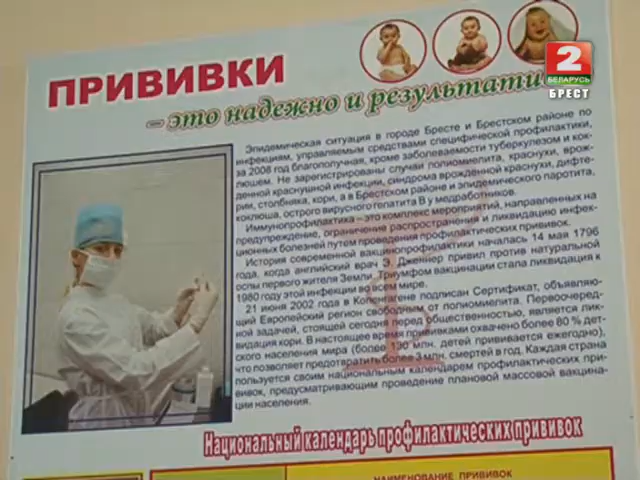 2
БЕЛАРУСЬ
БРЕСТ
ПРИВИВКИ
– это надежно и результати
Эпидемическая ситуация в городе Бресте и Брестском районе по
инфекциям, управляемым средствами специфической профилактики,
за 2008 год благополучная, кроме заболеваемости туберкулезом и кок-
люшем. Не зарегистрированы случаи полиомиелита, краснухи, врож-
денной краснушной инфекции, синдрома врожденной краснухи, дифте-
рии, столбняка, кори, а в Брестском районе и эпидемического паротита,
коклюша, острого вирусного гепатита В у медработников.
Иммунопрофилактика – это комплекс мероприятий, направленных на
предупреждение, ограничение распространения и ликвидацию инфек-
ционных болезней путем проведения профилактических прививок.
История современной вакцинопрофилактики началась 14 мая 1796
года, когда английский врач Э. Дженнер привил против натуральной
оспы первого жителя Земли. Триумфом вакцинации стала ликвидация к
1980 году этой инфекции во всем мире.
21 июня 2002 года в Копенгагене подписан Сертификат, объявляю-
щий Европейский регион свободным от полиомиелита. Первоочеред-
ной задачей, стоящей сегодня перед общественностью, является лик-
видация кори. В настоящее время прививками охвачено более 80 % дет-
ского населения мира (более 130 млн. детей прививается ежегодно),
что позволяет предотвратить более 3 млн. смертей в год. Каждая страна
пользуется своим национальным календарем профилактических при-
вивок, предусматривающим проведение плановой массовой вакцина-
ции населения.
Национальный календарь профилактических прививок
НАИМЕНОВАНИЕ ПРИВИВОК